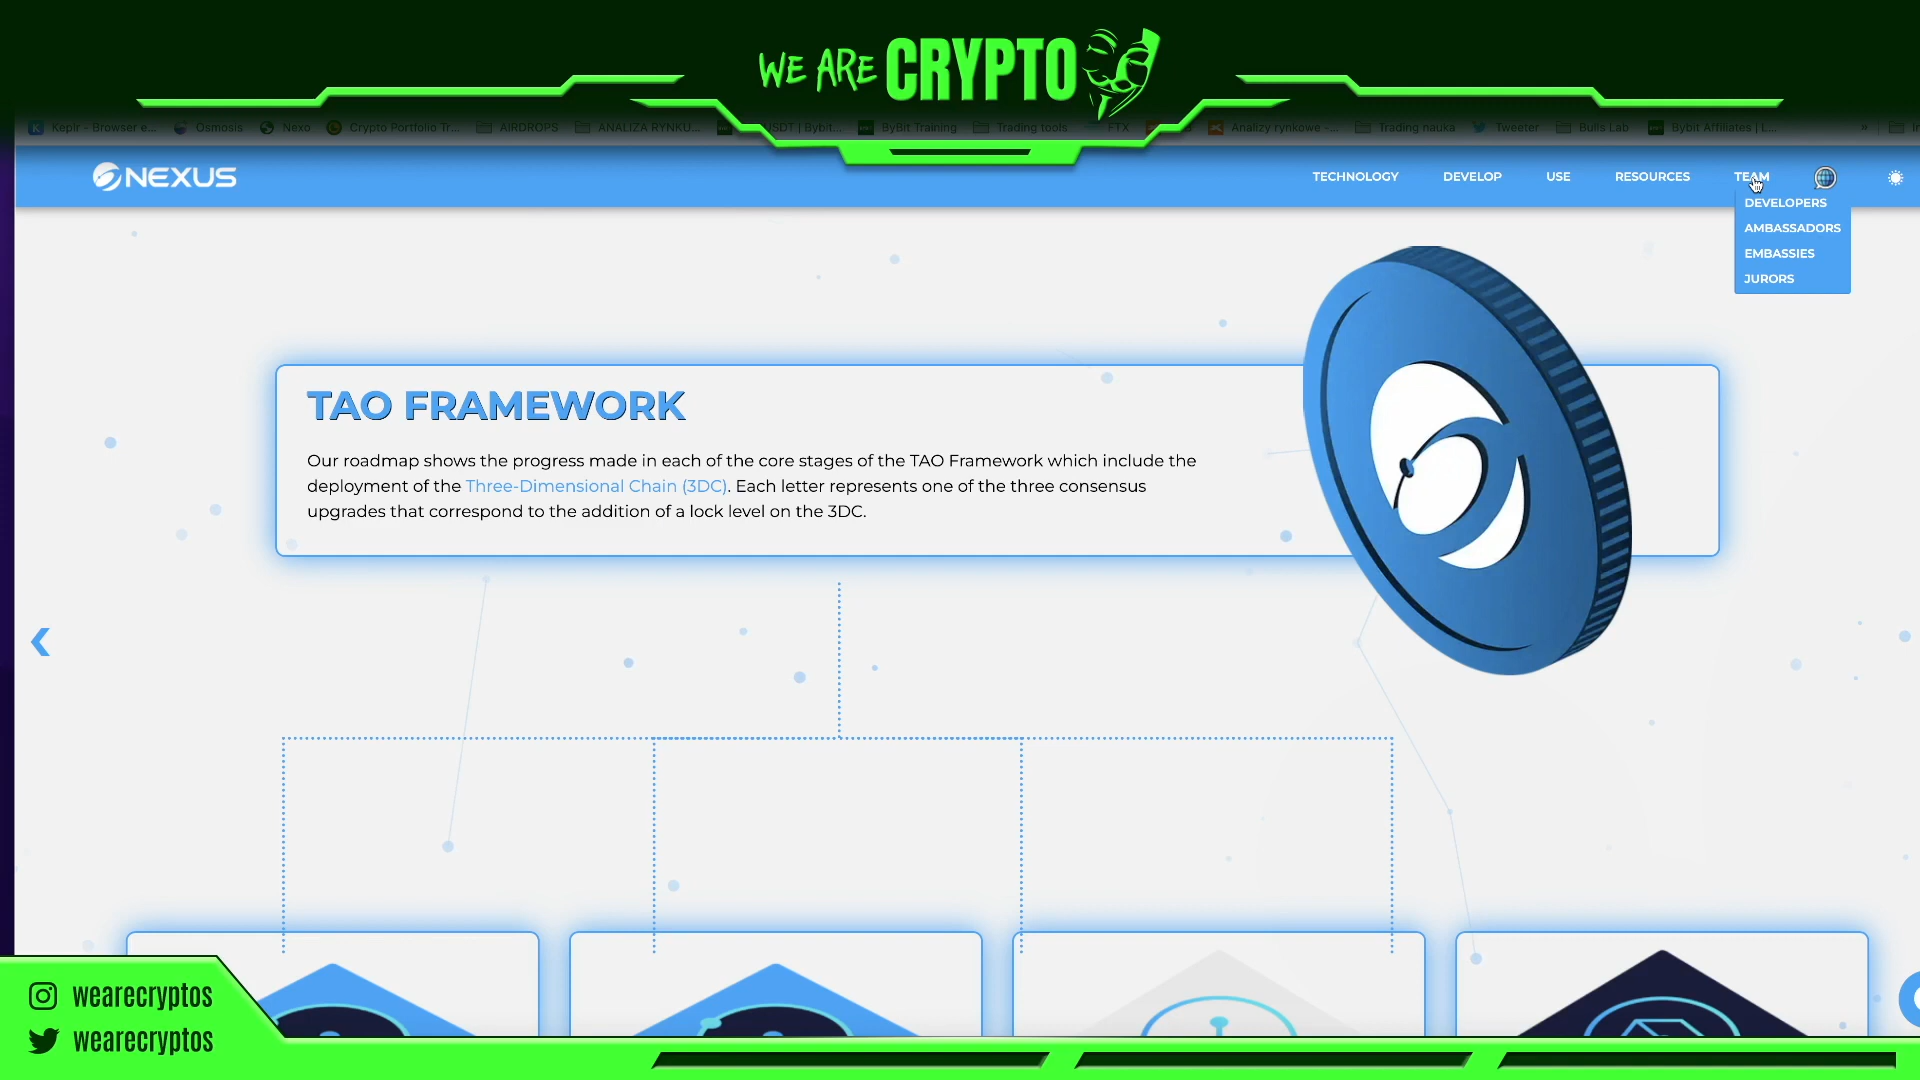 WE ARE CRYPTO
Keplr - Browser e...
Osmosis
Nexo
Crypto Portfolio Tr...
AIRDROPS
ANALIZA RYNKU...
ByBit Training
Trading tools
FTX
Analizy rynkowe -...
Trading nauka
Tweeter
Bulls Lab
Bybit Affiliates | L...
»
NEXUS
TECHNOLOGY
DEVELOP
USE
RESOURCES
TEAM
DEVELOPERS
AMBASSADORS
EMBASSIES
JURORS
TAO FRAMEWORK
Our roadmap shows the progress made in each of the core stages of the TAO Framework which include the
deployment of the Three-Dimensional Chain (3DC). Each letter represents one of the three consensus
upgrades that correspond to the addition of a lock level on the 3DC.
wearecryptos
wearecryptos